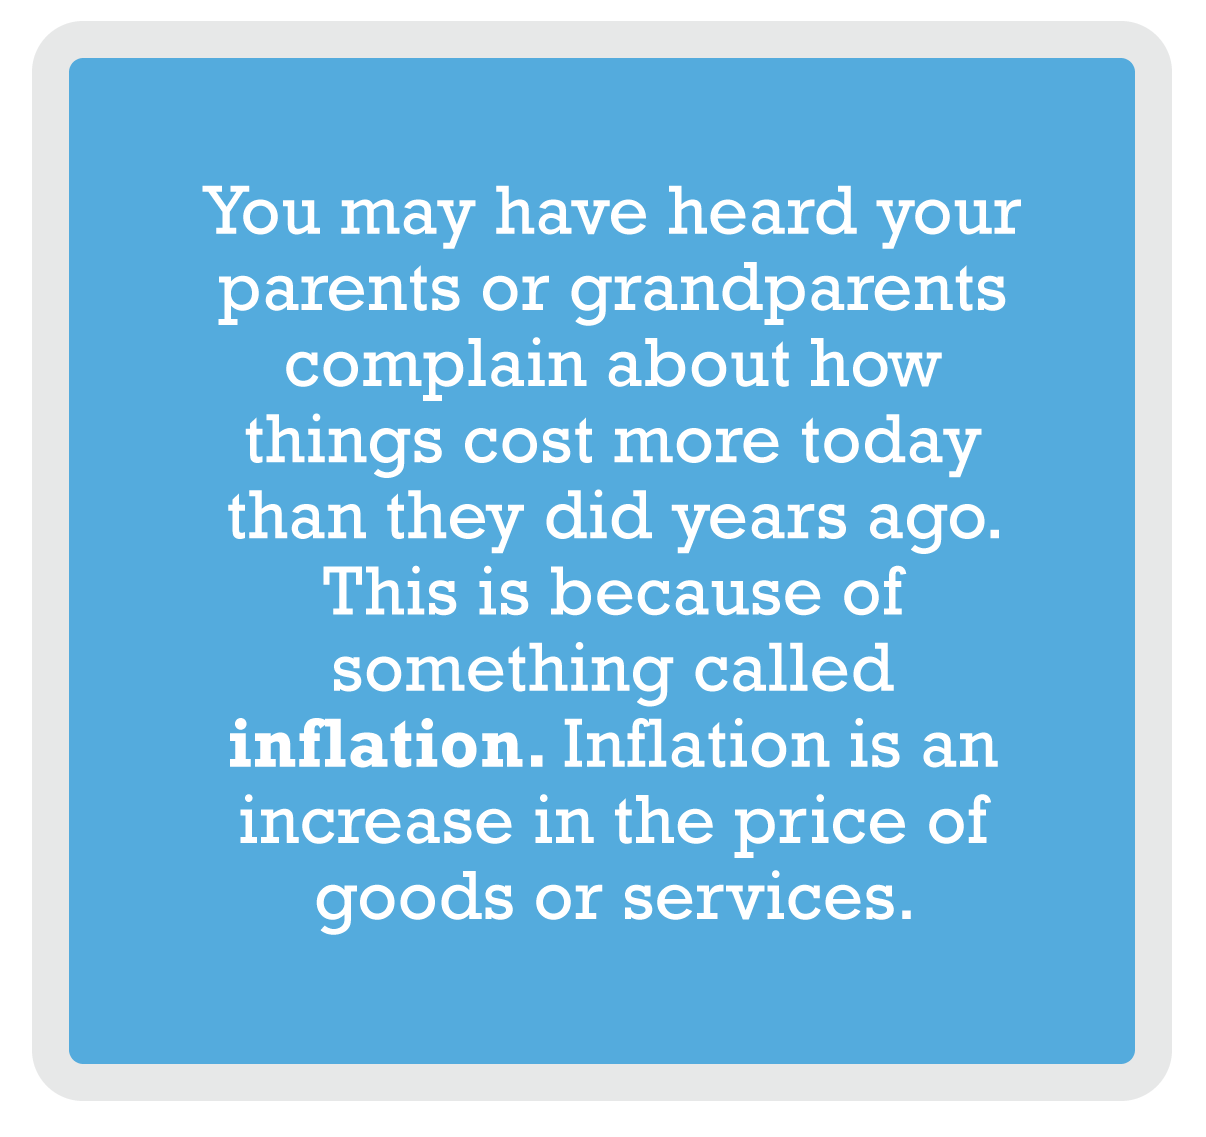 You may have heard your
parents or grandparents
complain about how
things cost more today
than they did years ago.
This is because of
something called
inflation. Inflation is an
increase in the price of
goods or services.